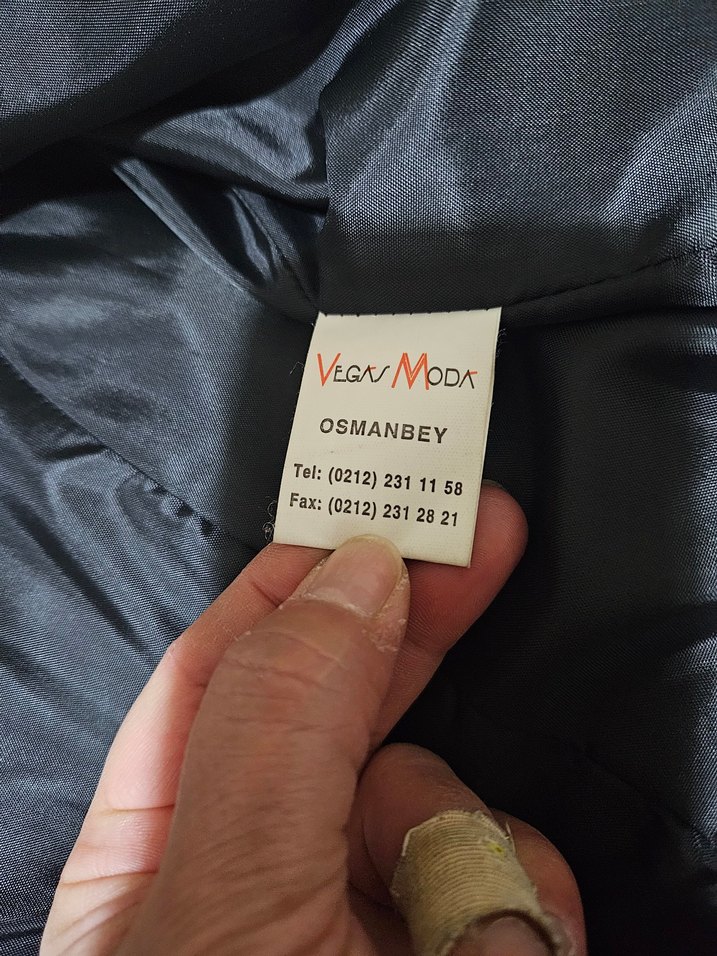 VEGAS MODA
OSMANBEY
Tel: (0212) 231 11 58
Fax: (0212) 231 28 21